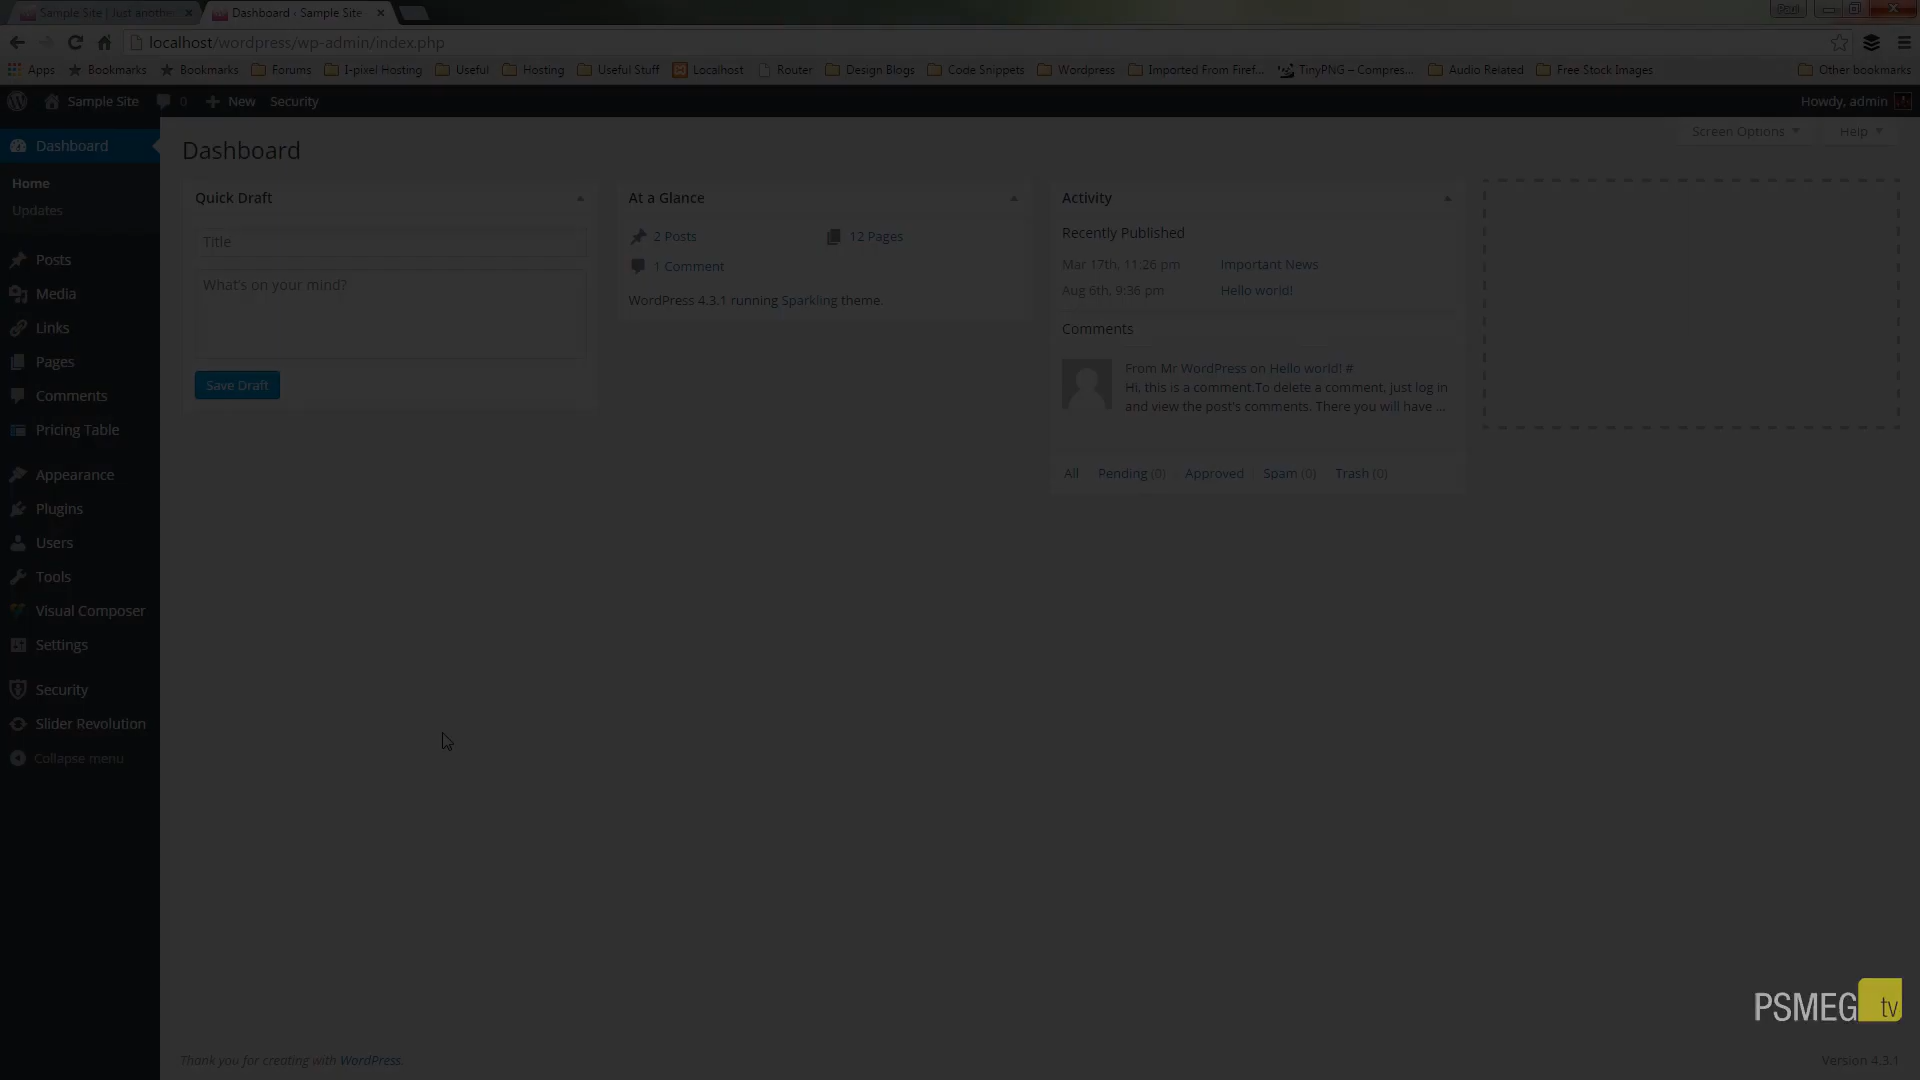 Sample Site | Just anothe
Dashboard ‹ Sample Site
localhost/wordpress/wp-admin/index.php
Apps Bookmarks Bookmarks Forums I-pixel Hosting Useful Hosting Useful Stuff Localhost Router Design Blogs Code Snippets Wordpress Imported From Firef... TinyPNG – Compres... Audio Related Free Stock Images Other bookmarks
Sample Site 0 New Security Howdy, admin
Screen Options Help
Dashboard
Home
Updates
Posts
Media
Links
Pages
Comments
Pricing Table
Appearance
Plugins
Users
Tools
Visual Composer
Settings
Security
Slider Revolution
Collapse menu
Dashboard
Quick Draft
Title
What's on your mind?
Save Draft
At a Glance
2 Posts 12 Pages
1 Comment
WordPress 4.3.1 running Sparkling theme.
Activity
Recently Published
Mar 17th, 11:26 pm Important News
Aug 6th, 9:36 pm Hello world!
Comments
From Mr WordPress on Hello world! #
Hi, this is a comment.To delete a comment, just log in
and view the post's comments. There you will have ...
All Pending (0) Approved Spam (0) Trash (0)
PSMEG tv
Thank you for creating with WordPress.
Version 4.3.1